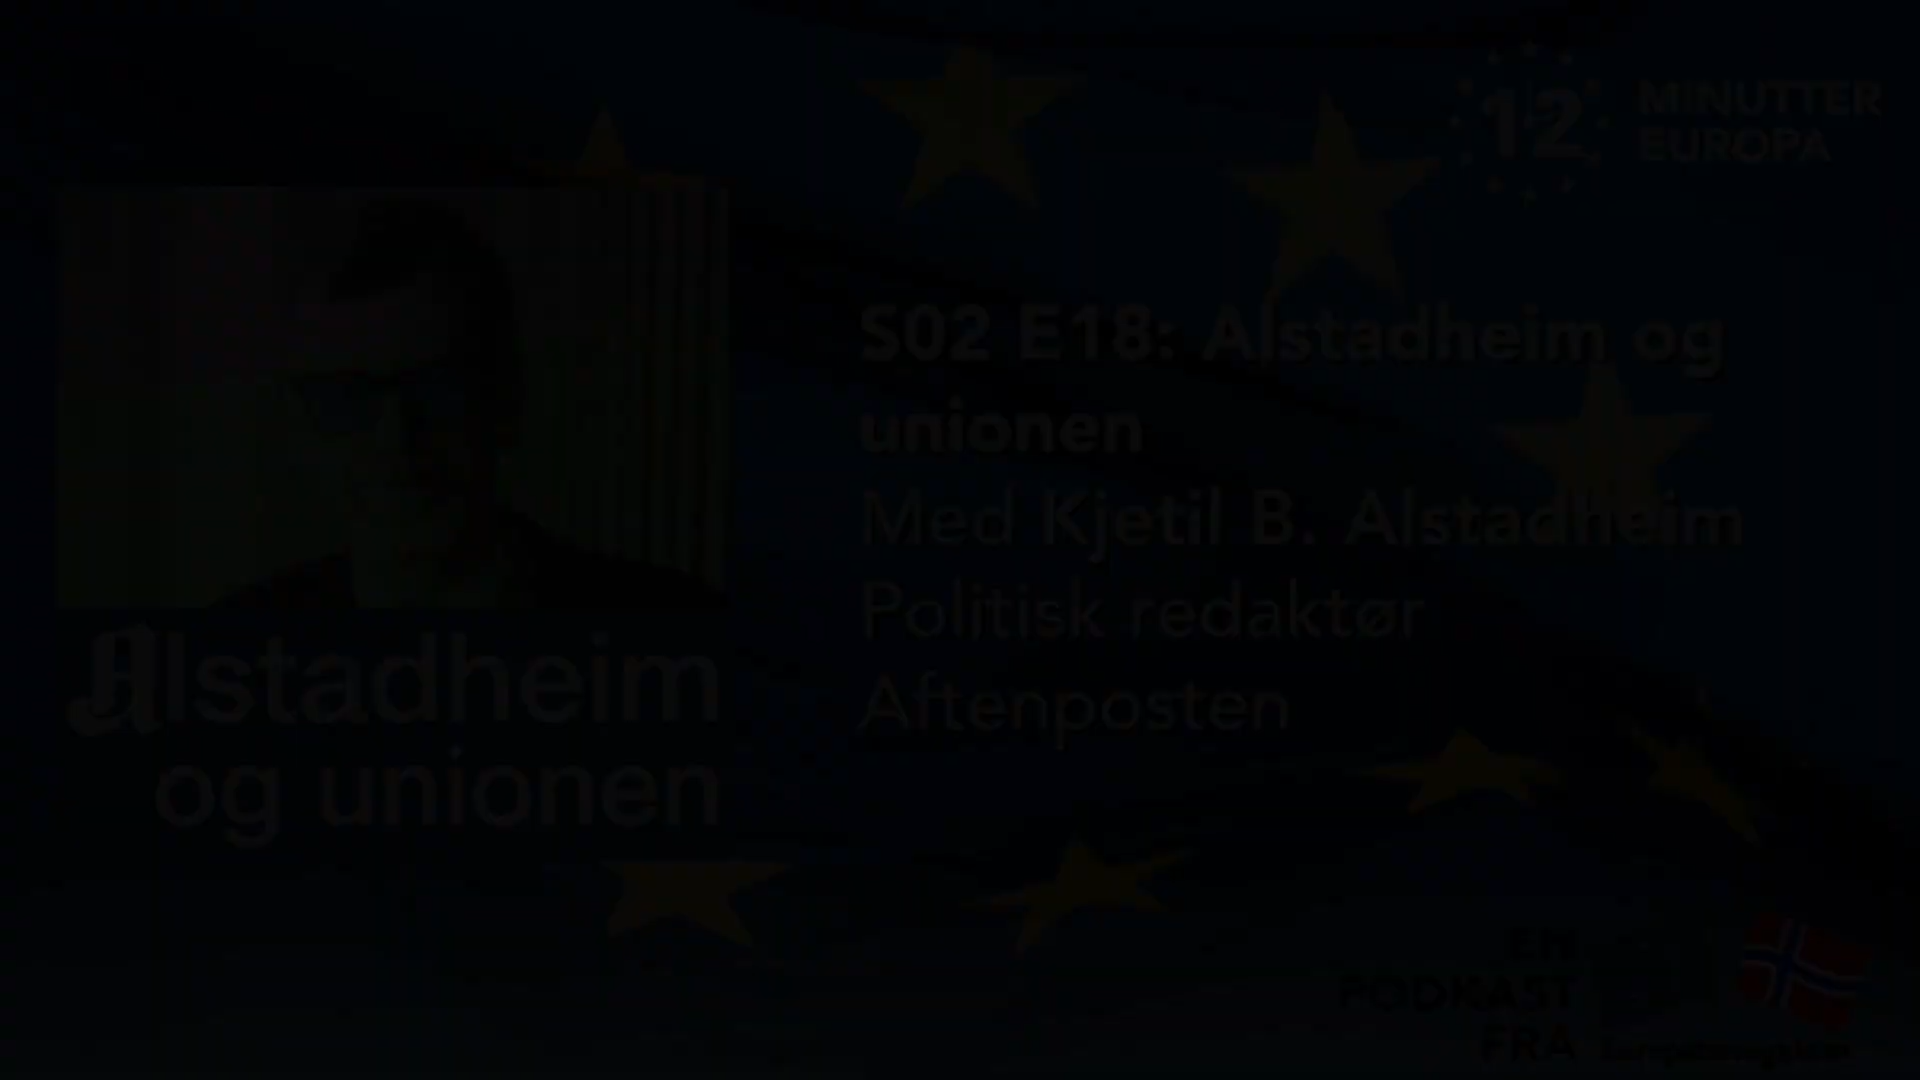 12
MINUTTER
EUROPA
S02 E18: Alstadheim og
unionen
Med Kjetil B. Alstadheim
Politisk redaktør
Aftenposten
Alstadheim
og unionen
EN
PODKAST
FRA